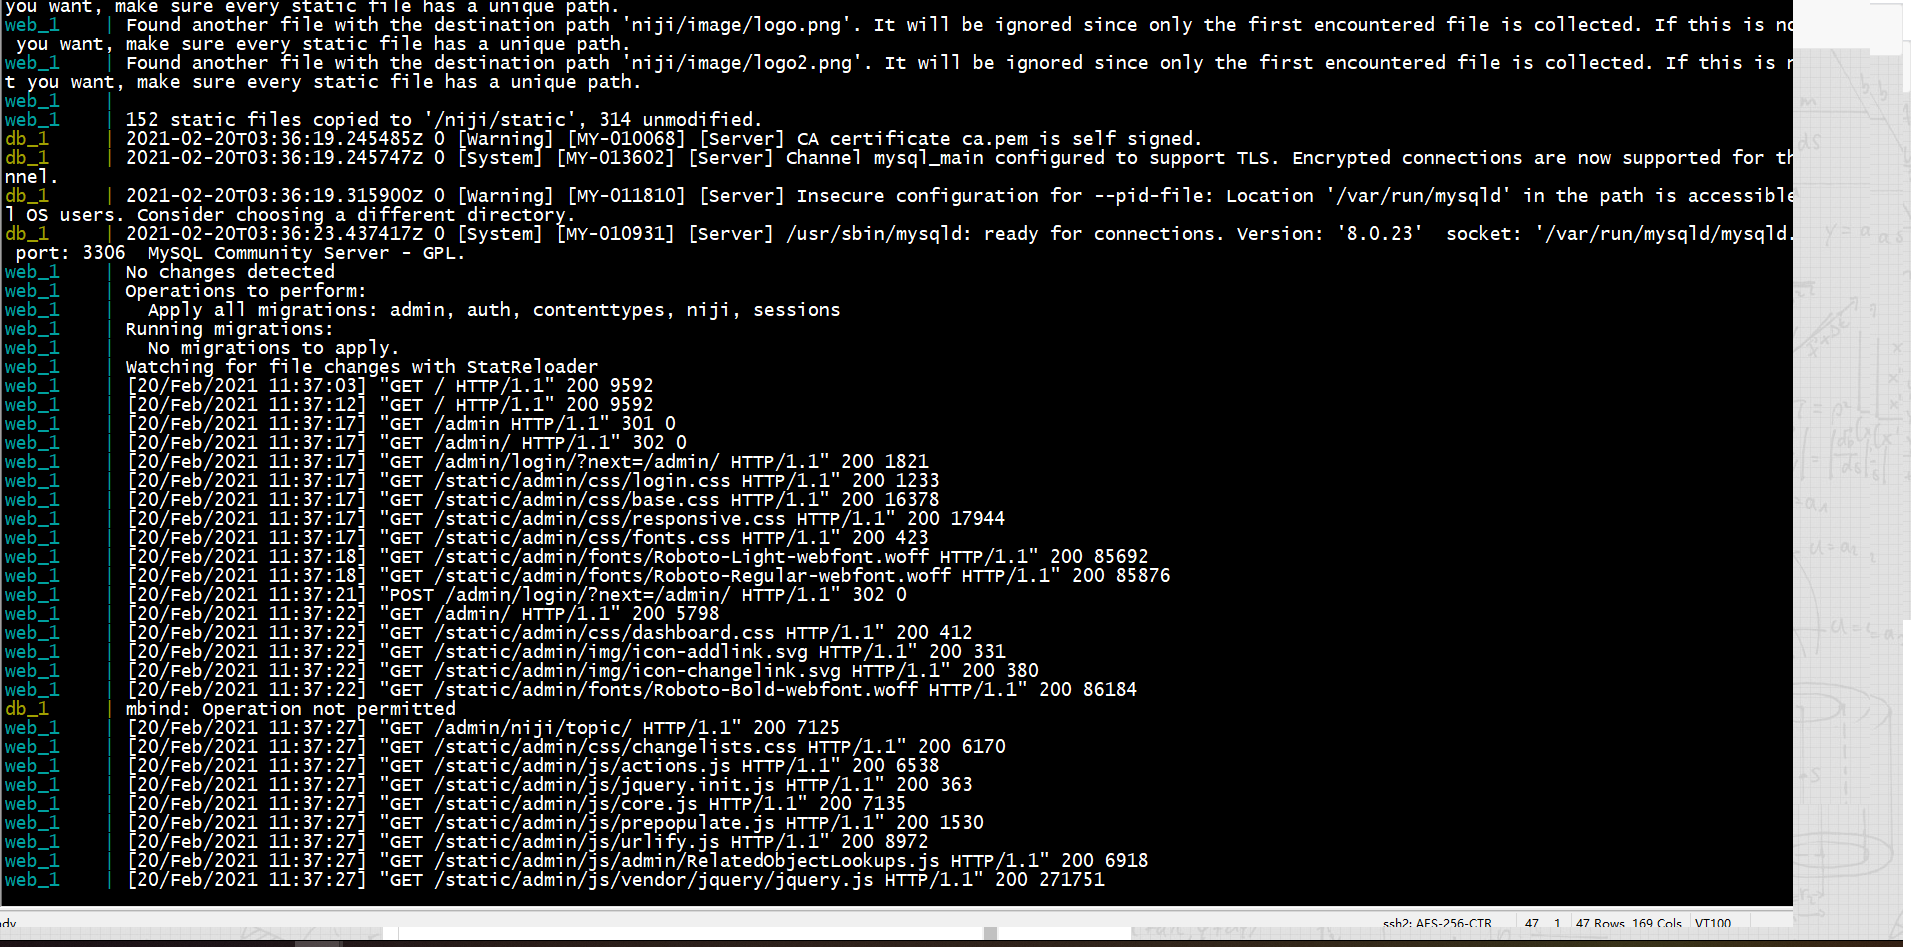 you want, make sure every static file has a unique path.
web_1 | Found another file with the destination path 'niji/image/logo.png'. It will be ignored since only the first encountered file is collected. If this is
you want, make sure every static file has a unique path.
web_1 | Found another file with the destination path 'niji/image/logo2.png'. It will be ignored since only the first encountered file is collected. If this is
t you want, make sure every static file has a unique path.
web_1 |
web_1 | 152 static files copied to '/niji/static', 314 unmodified.
db_1 | 2021-02-20T03:36:19.245485Z 0 [Warning] [MY-010068] [Server] CA certificate ca.pem is self signed.
db_1 | 2021-02-20T03:36:19.245747Z 0 [System] [MY-013602] [Server] Channel mysql_main configured to support TLS. Encrypted connections are now supported for th
nnel.
db_1 | 2021-02-20T03:36:19.315900Z 0 [Warning] [MY-011810] [Server] Insecure configuration for --pid-file: Location '/var/run/mysqld' in the path is accessible
l OS users. Consider choosing a different directory.
db_1 | 2021-02-20T03:36:23.437417Z 0 [System] [MY-010931] [Server] /usr/sbin/mysqld: ready for connections. Version: '8.0.23'  socket: '/var/run/mysqld/mysqld.
port: 3306  MySQL Community Server - GPL.
web_1 | No changes detected
web_1 | Operations to perform:
web_1 |   Apply all migrations: admin, auth, contenttypes, niji, sessions
web_1 | Running migrations:
web_1 |   No migrations to apply.
web_1 | Watching for file changes with StatReloader
web_1 | [20/Feb/2021 11:37:03] "GET / HTTP/1.1" 200 9592
web_1 | [20/Feb/2021 11:37:12] "GET / HTTP/1.1" 200 9592
web_1 | [20/Feb/2021 11:37:17] "GET /admin HTTP/1.1" 301 0
web_1 | [20/Feb/2021 11:37:17] "GET /admin/ HTTP/1.1" 302 0
web_1 | [20/Feb/2021 11:37:17] "GET /admin/login/?next=/admin/ HTTP/1.1" 200 1821
web_1 | [20/Feb/2021 11:37:17] "GET /static/admin/css/login.css HTTP/1.1" 200 1233
web_1 | [20/Feb/2021 11:37:17] "GET /static/admin/css/base.css HTTP/1.1" 200 16378
web_1 | [20/Feb/2021 11:37:17] "GET /static/admin/css/responsive.css HTTP/1.1" 200 17944
web_1 | [20/Feb/2021 11:37:17] "GET /static/admin/css/fonts.css HTTP/1.1" 200 423
web_1 | [20/Feb/2021 11:37:18] "GET /static/admin/fonts/Roboto-Light-webfont.woff HTTP/1.1" 200 85692
web_1 | [20/Feb/2021 11:37:18] "GET /static/admin/fonts/Roboto-Regular-webfont.woff HTTP/1.1" 200 85876
web_1 | [20/Feb/2021 11:37:21] "POST /admin/login/?next=/admin/ HTTP/1.1" 302 0
web_1 | [20/Feb/2021 11:37:22] "GET /admin/ HTTP/1.1" 200 5798
web_1 | [20/Feb/2021 11:37:22] "GET /static/admin/css/dashboard.css HTTP/1.1" 200 412
web_1 | [20/Feb/2021 11:37:22] "GET /static/admin/img/icon-addlink.svg HTTP/1.1" 200 331
web_1 | [20/Feb/2021 11:37:22] "GET /static/admin/img/icon-changelink.svg HTTP/1.1" 200 380
web_1 | [20/Feb/2021 11:37:22] "GET /static/admin/fonts/Roboto-Bold-webfont.woff HTTP/1.1" 200 86184
db_1 | mbind: Operation not permitted
web_1 | [20/Feb/2021 11:37:27] "GET /admin/niji/topic/ HTTP/1.1" 200 7125
web_1 | [20/Feb/2021 11:37:27] "GET /static/admin/css/changelists.css HTTP/1.1" 200 6170
web_1 | [20/Feb/2021 11:37:27] "GET /static/admin/js/actions.js HTTP/1.1" 200 6538
web_1 | [20/Feb/2021 11:37:27] "GET /static/admin/js/jquery.init.js HTTP/1.1" 200 363
web_1 | [20/Feb/2021 11:37:27] "GET /static/admin/js/core.js HTTP/1.1" 200 7135
web_1 | [20/Feb/2021 11:37:27] "GET /static/admin/js/prepopulate.js HTTP/1.1" 200 1530
web_1 | [20/Feb/2021 11:37:27] "GET /static/admin/js/urlify.js HTTP/1.1" 200 8972
web_1 | [20/Feb/2021 11:37:27] "GET /static/admin/js/admin/RelatedObjectLookups.js HTTP/1.1" 200 6918
web_1 | [20/Feb/2021 11:37:27] "GET /static/admin/js/vendor/jquery/jquery.js HTTP/1.1" 200 271751
ssh2: AES-256-CTR 47 1 47 Rows 169 Cols VT100